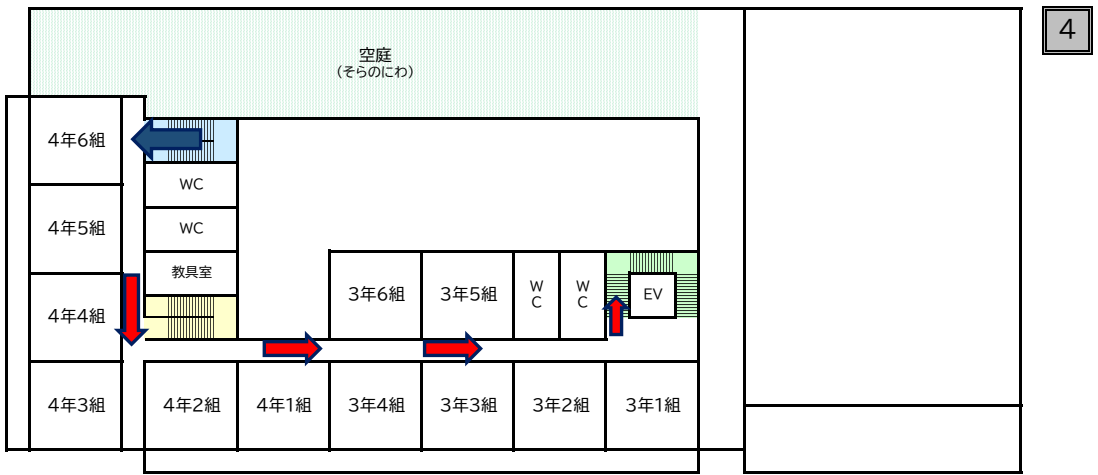 4
空庭
（そらのにわ）
4年6組
WC
4年5組
WC
教具室
4年4組
3年6組
3年5組
W
C
W
C
EV
4年3組
4年2組
4年1組
3年4組
3年3組
3年2組
3年1組